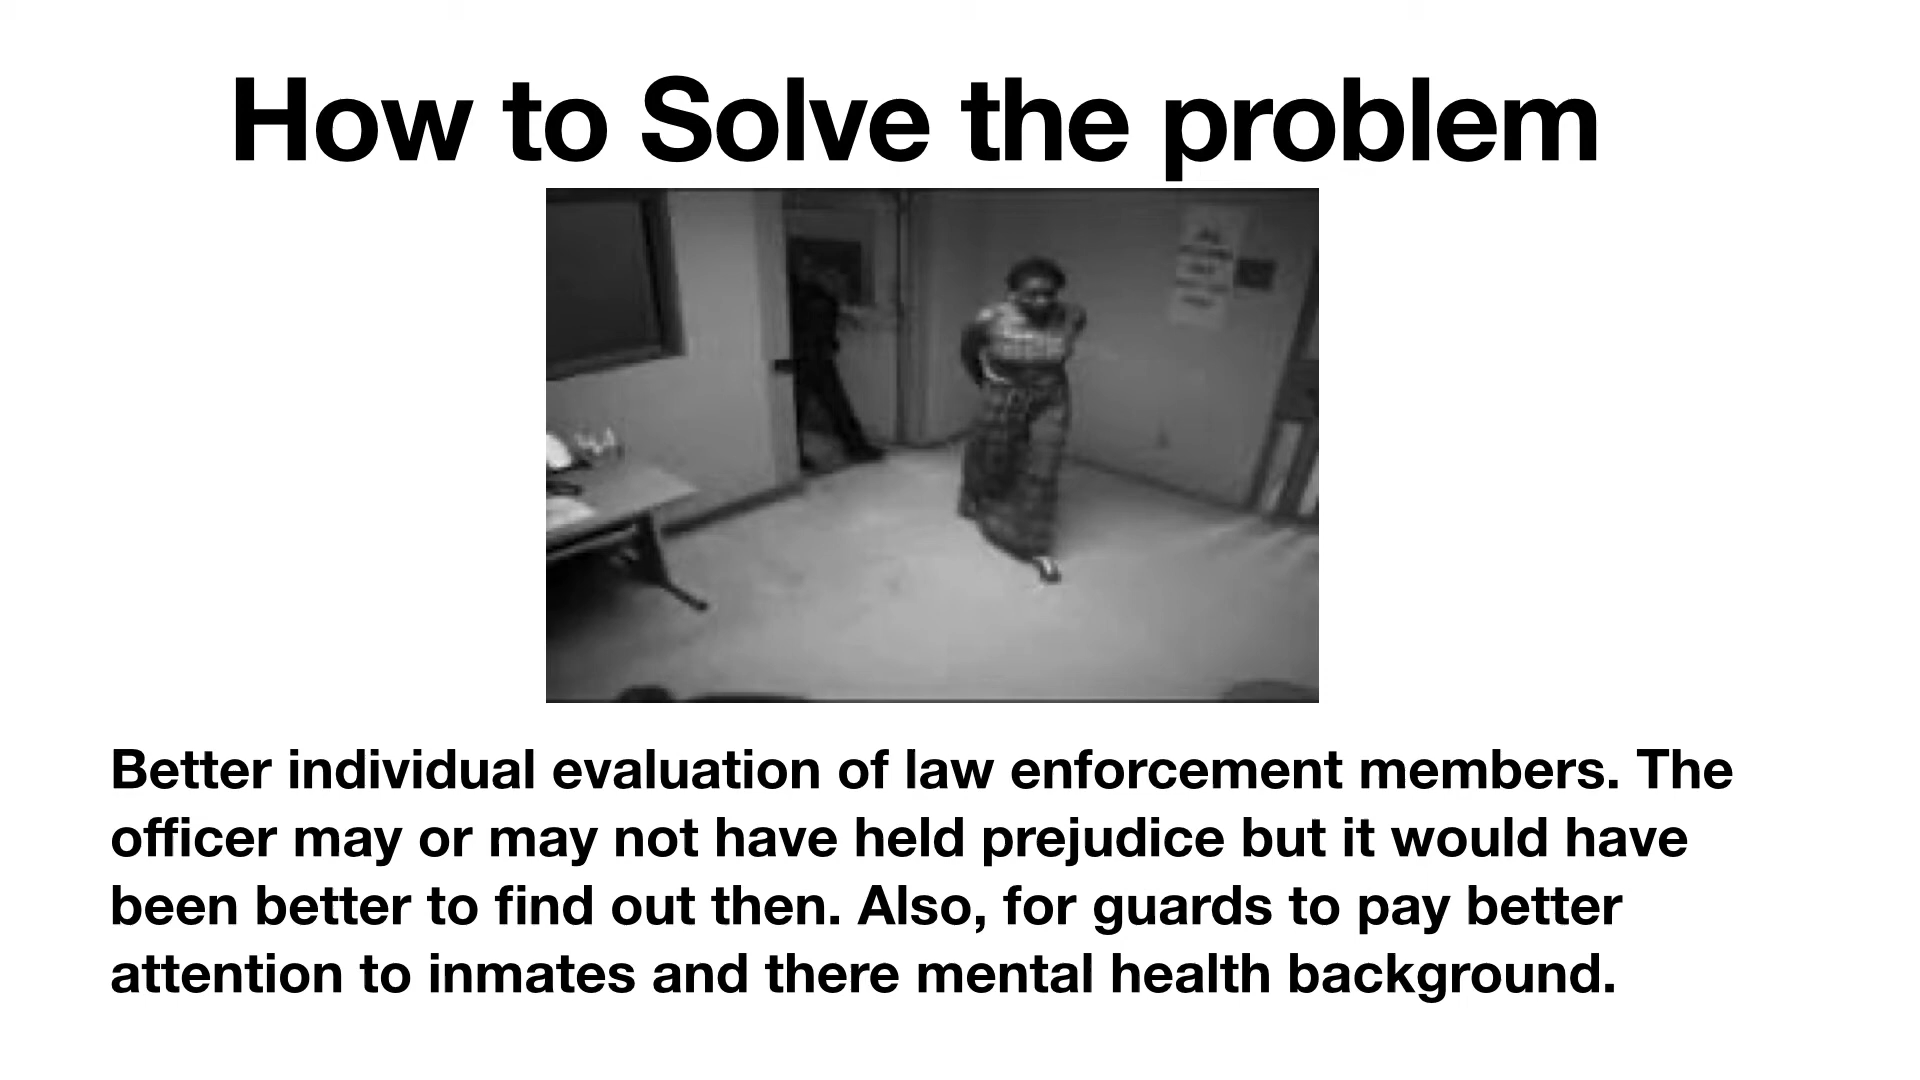 How to Solve the problem
Better individual evaluation of law enforcement members. The
officer may or may not have held prejudice but it would have
been better to find out then. Also, for guards to pay better
attention to inmates and there mental health background.